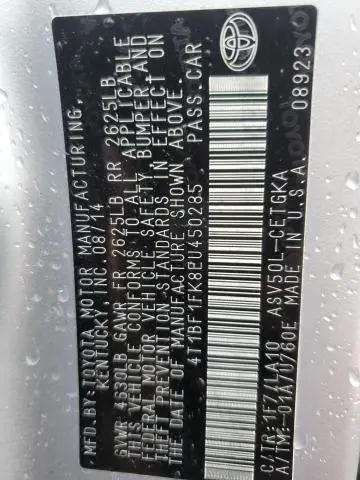 MFD.BY:TOYOTA MOTOR MANUFACTURING,
KENTUCKY, INC. 08/14
GVWR 4630LB GAWR FR 2625LB RR 2625LB
THIS VEHICLE CONFORMS TO ALL APPLICABLE
FEDERAL MOTOR VEHICLE SAFETY, BUMPER, AND
THEFT PREVENTION STANDARDS IN EFFECT ON
THE DATE OF MANUFACTURE SHOWN ABOVE.
4T1BF1FK8EU450285 PASS.CAR
C/TR:1F7/LA10 ASV50L-CETGKA
A/TM:-01A/U760E MADE IN U.S.A.
08923